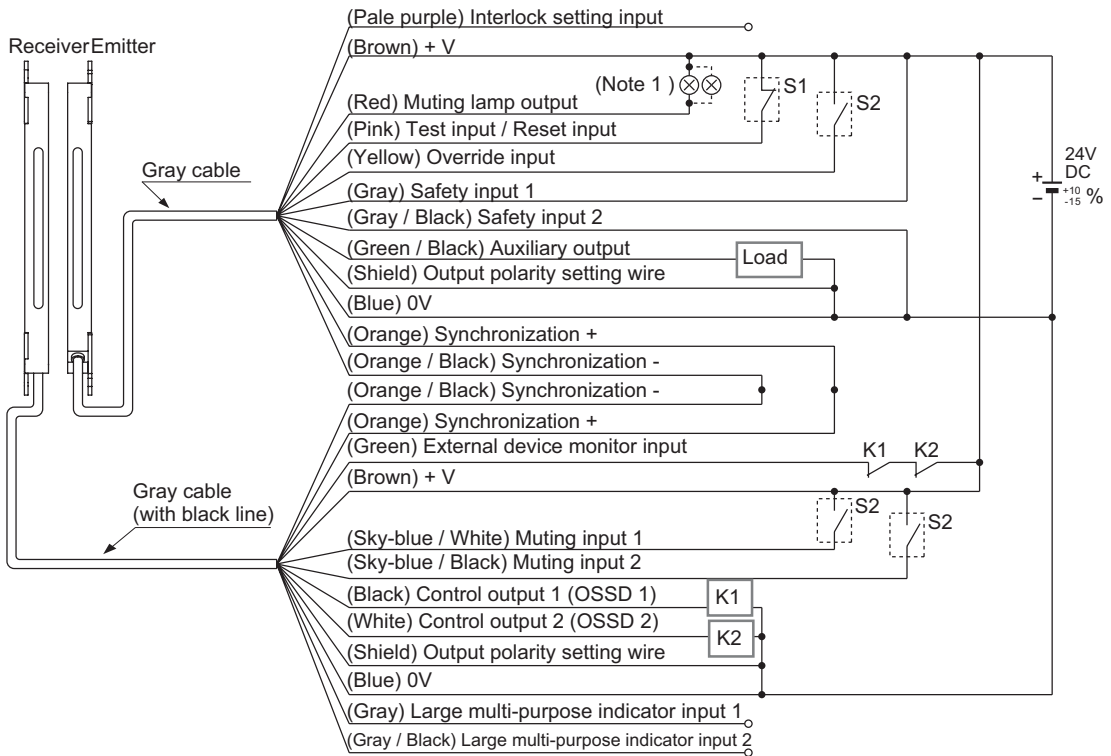 Receiver Emitter
(Pale purple) Interlock setting input
(Brown) + V
(Note 1 )
S1
S2
(Red) Muting lamp output
(Pink) Test input / Reset input
(Yellow) Override input
Gray cable
(Gray) Safety input 1
(Gray / Black) Safety input 2
(Green / Black) Auxiliary output
Load
(Shield) Output polarity setting wire
(Blue) 0V
24V
DC
+
−
+10
-15 %
(Orange) Synchronization +
(Orange / Black) Synchronization -
(Orange / Black) Synchronization -
(Orange) Synchronization +
(Green) External device monitor input
K1 K2
(Brown) + V
Gray cable
(with black line)
S2
S2
(Sky-blue / White) Muting input 1
(Sky-blue / Black) Muting input 2
(Black) Control output 1 (OSSD 1)
K1
(White) Control output 2 (OSSD 2)
K2
(Shield) Output polarity setting wire
(Blue) 0V
(Gray) Large multi-purpose indicator input 1
(Gray / Black) Large multi-purpose indicator input 2